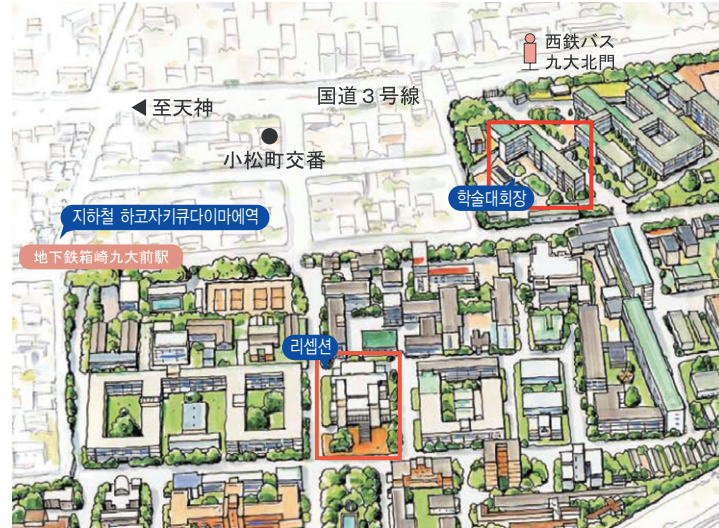 西鉄バス
九大北門
国道３号線
◀至天神
小松町交番
학술대회장
지하철 하코자키큐다이마에역
地下鉄箱崎九大前駅
리셉션